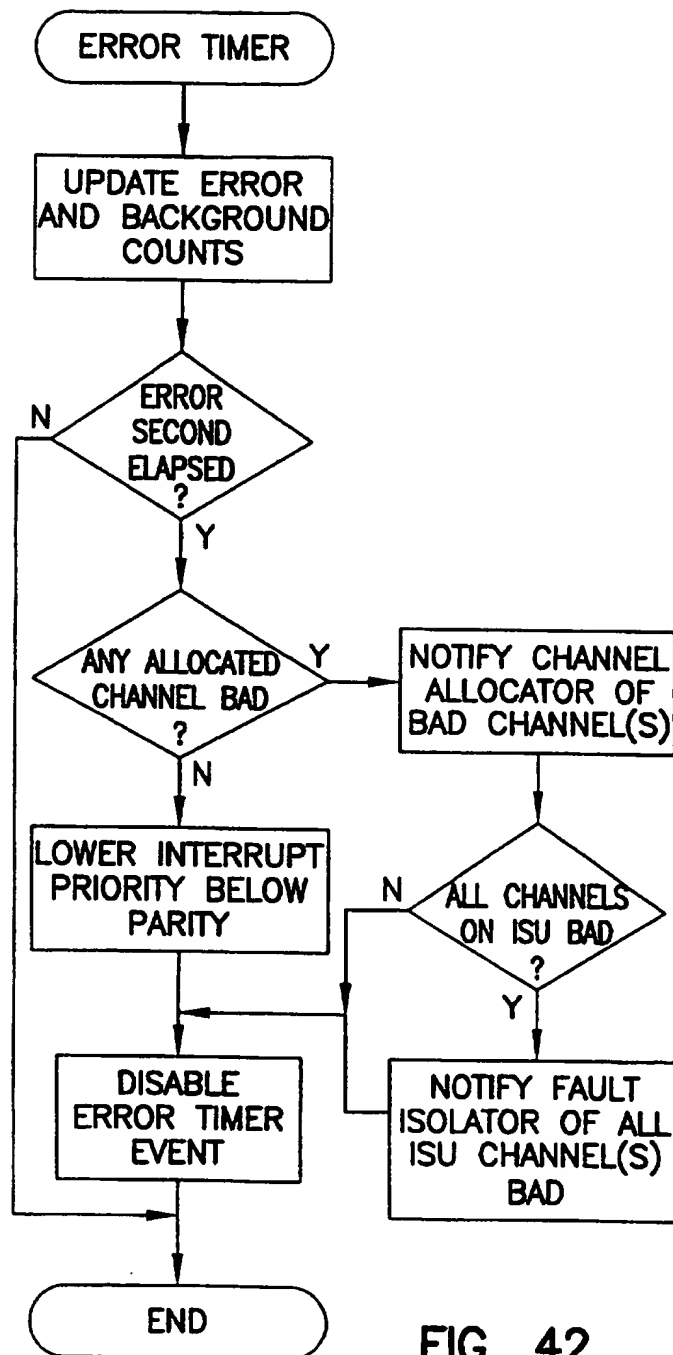 ERROR TIMER
UPDATE ERROR
AND BACKGROUND
COUNTS
ERROR
SECOND
ELAPSED
?
N
Y
ANY ALLOCATED
CHANNEL BAD
?
Y
N
NOTIFY CHANNEL
ALLOCATOR OF
BAD CHANNEL(S)
LOWER INTERRUPT
PRIORITY BELOW
PARITY
ALL CHANNELS
ON ISU BAD
?
N
Y
DISABLE
ERROR TIMER
EVENT
NOTIFY FAULT
ISOLATOR OF ALL
ISU CHANNEL(S)
BAD
END
FIG. 42